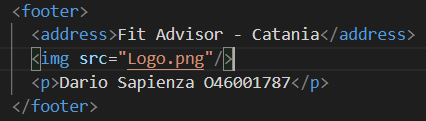 <footer>
<address>Fit Advisor - Catania</address>
<img src="Logo.png"/>
<p>Dario Sapienza O46001787</p>
</footer>